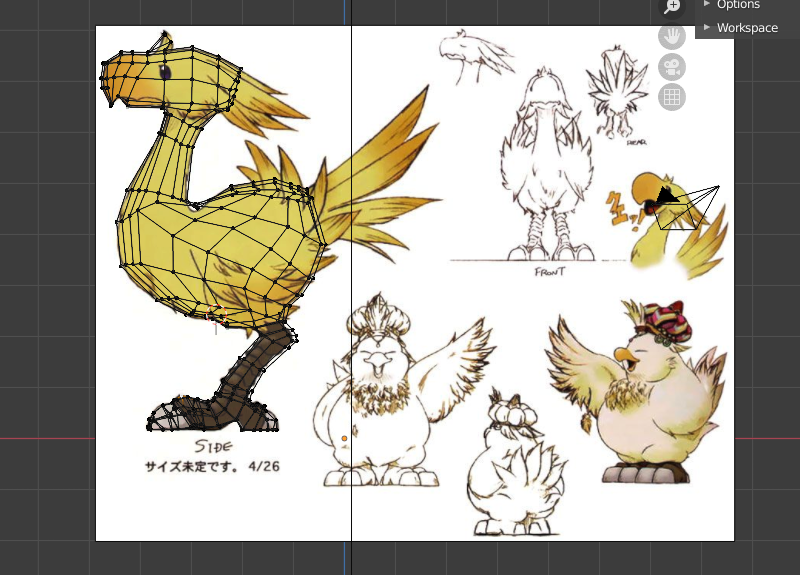 Options
Workspace
REAR
FRONT
SIDE
サイズ未定です。 4/26